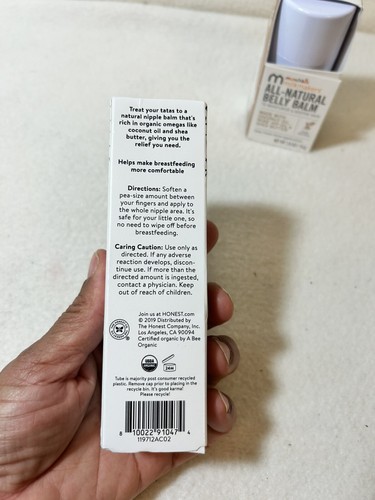 Treat your tatas to a
natural nipple balm that's
rich in organic omegas like
coconut oil and shea
butter, giving you the
relief you need.
Helps make breastfeeding
more comfortable
Directions: Soften a
pea-size amount between
your fingers and apply to
the whole nipple area. It's
safe for your little one, so
no need to wipe off before
breastfeeding.
Caring Caution: Use only as
directed. If any adverse
reaction develops, discon-
tinue use. If more than the
directed amount is ingested,
contact a physician. Keep
out of reach of children.
Join us at HONEST.com
© 2019 Distributed by
The Honest Company, Inc.
Los Angeles, CA 90094
Certified organic by A Bee
Organic
USDA
ORGANIC
24M
Tube is majority post consumer recycled
plastic. Remove cap prior to placing in the
recycle bin. It's good karma!
Please recycle!
8 10022 91047 4
119712AC02
ALL-NATURAL
BELLY BALM